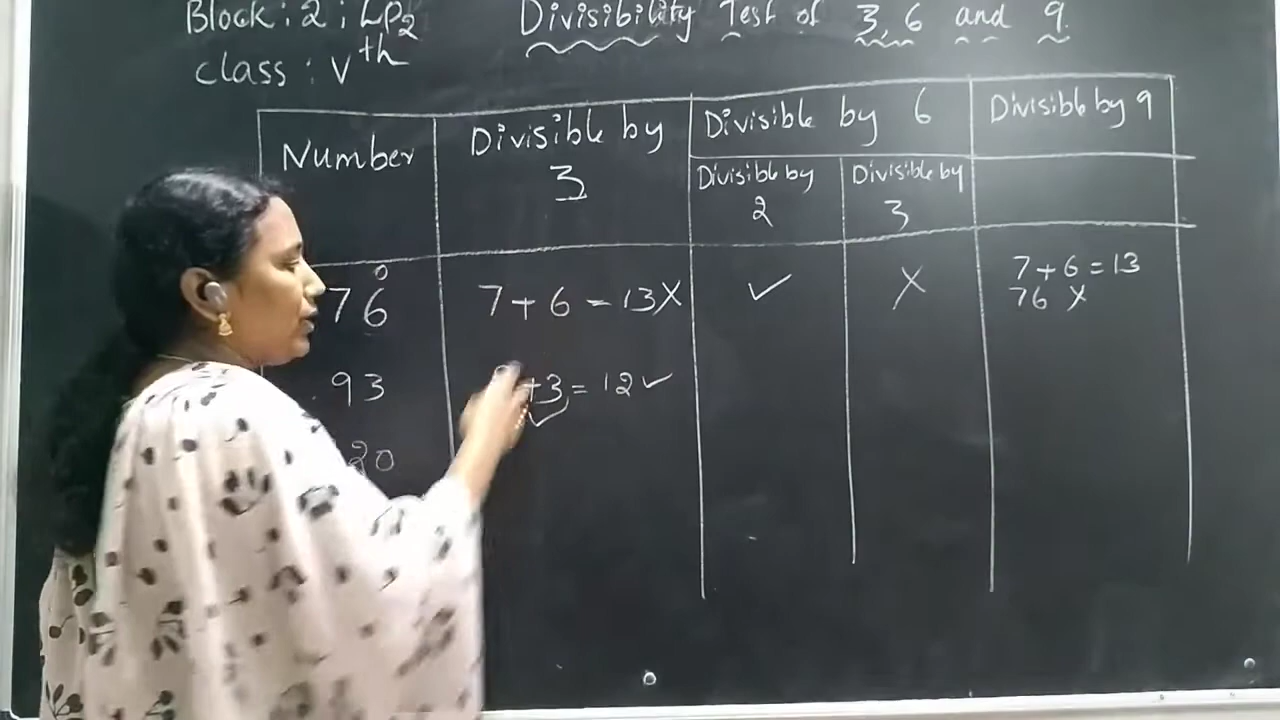 Block: 2; Lp2
Divisibility Test of 3, 6 and 9.
Class: Vth
Number
Divisible by 3
Divisible by 6
Divisible by 9
Divisible by 2
Divisible by 3
76 0
7 + 6 = 13 X
✓
X
7 + 6 = 13
76 X
93
+3 = 12 ✓
20